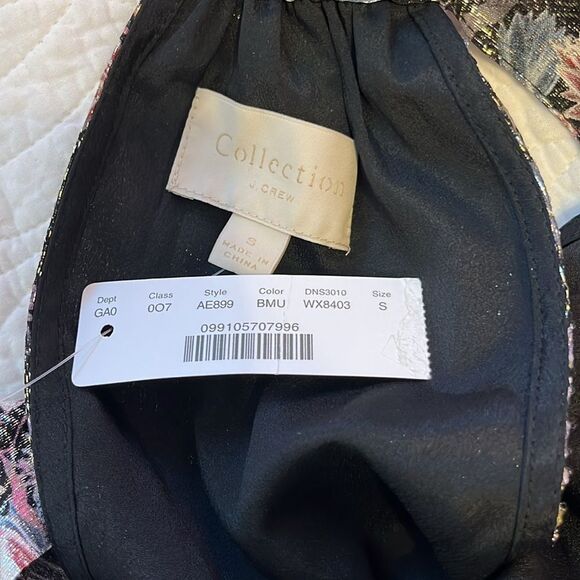 Collection
J. CREW
S
MADE IN
CHINA
Dept Class Style Color DNS3010 Size
GA0 0O7 AE899 BMU WX8403 S
099105707996